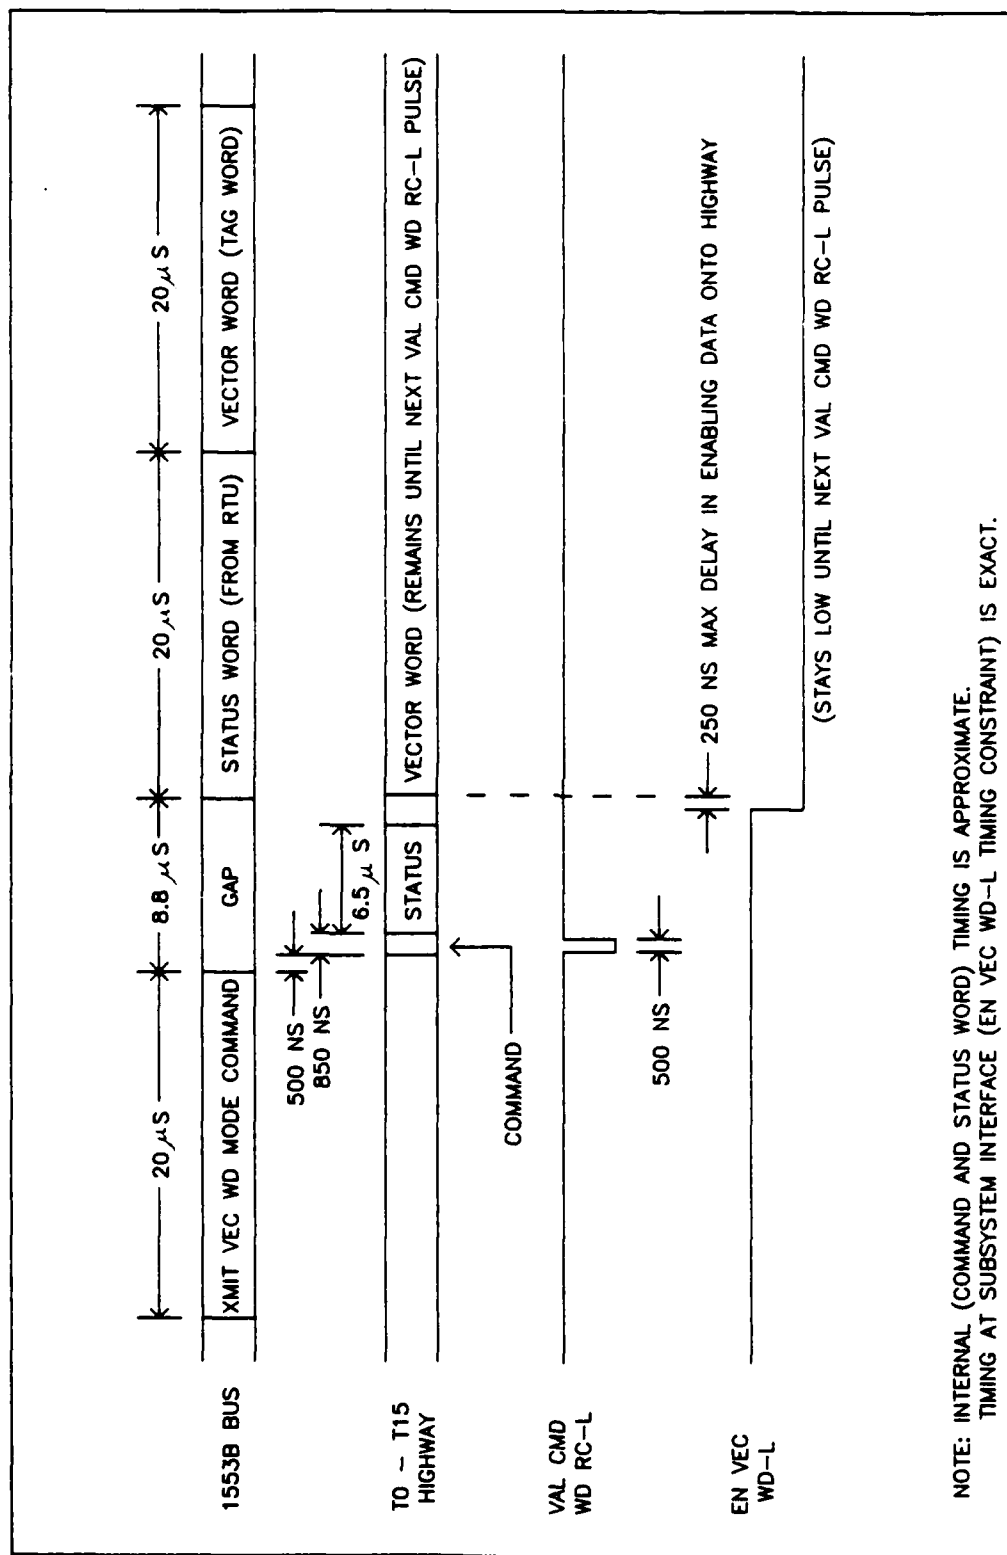 20μS
8.8μS
20μS
20μS
1553B BUS
XMIT VEC WD MODE COMMAND
GAP
STATUS WORD (FROM RTU)
VECTOR WORD (TAG WORD)
500 NS
850 NS
6.5μS
T0 - T15
HIGHWAY
STATUS
VECTOR WORD (REMAINS UNTIL NEXT VAL CMD WD RC-L PULSE)
COMMAND
VAL CMD
WD RC-L
500 NS
250 NS MAX DELAY IN ENABLING DATA ONTO HIGHWAY
EN VEC
WD-L
(STAYS LOW UNTIL NEXT VAL CMD WD RC-L PULSE)
NOTE: INTERNAL (COMMAND AND STATUS WORD) TIMING IS APPROXIMATE.
TIMING AT SUBSYSTEM INTERFACE (EN VEC WD-L TIMING CONSTRAINT) IS EXACT.